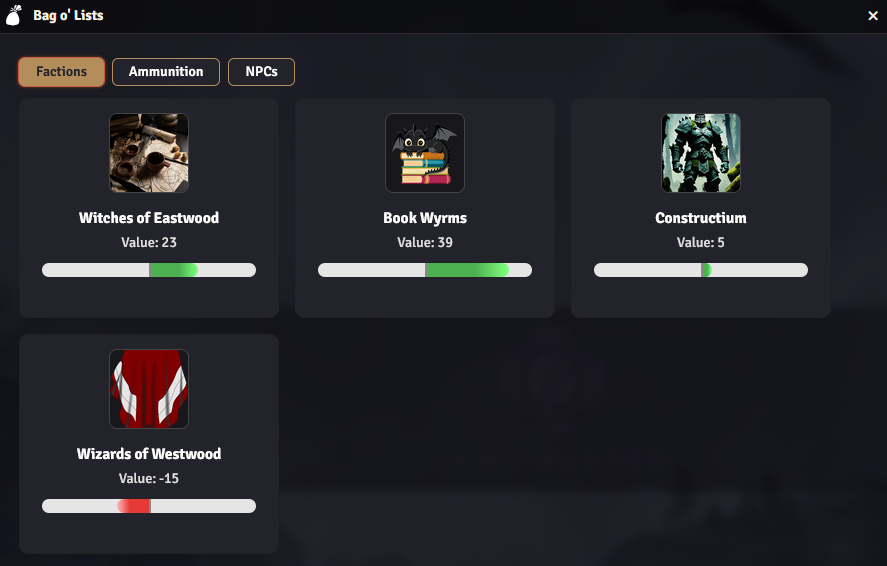 Bag o' Lists
Factions
Ammunition
NPCs
Witches of Eastwood
Value: 23
Book Wyrms
Value: 39
Constructium
Value: 5
Wizards of Westwood
Value: -15